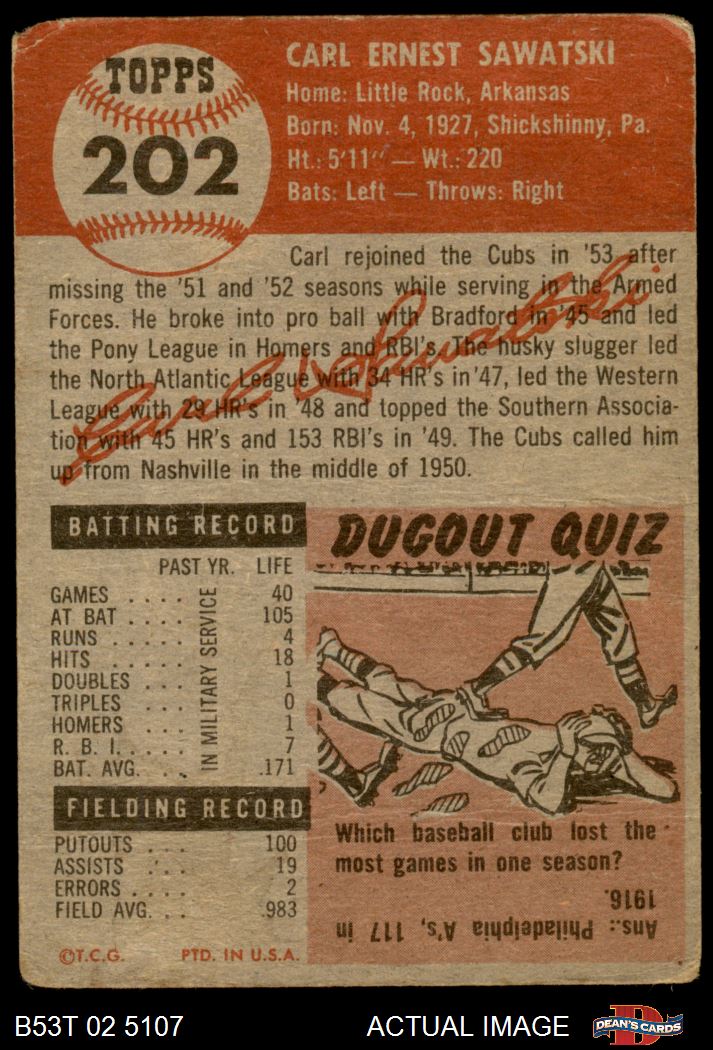 TOPPS
202
CARL ERNEST SAWATSKI
Home: Little Rock, Arkansas
Born: Nov. 4, 1927, Shickshinny, Pa.
Ht.: 5'11" — Wt.: 220
Bats: Left — Throws: Right
Carl rejoined the Cubs in '53 after
missing the '51 and '52 seasons while serving in the Armed
Forces. He broke into pro ball with Bradford in '45 and led
the Pony League in Homers and RBI's. The husky slugger led
the North Atlantic League with 34 HR's in '47, led the Western
League with 29 HR's in '48 and topped the Southern Associa-
tion with 45 HR's and 153 RBI's in '49. The Cubs called him
up from Nashville in the middle of 1950.
Carl Sawatski
BATTING RECORD
PAST YR. LIFE
GAMES . . . . 40
AT BAT . . . . 105
RUNS . . . . . 4
HITS . . . . . 18
DOUBLES . . . 1
TRIPLES . . . 0
HOMERS . . . 1
R. B. I. . . . . 7
BAT. AVG. . . .171
IN MILITARY SERVICE
FIELDING RECORD
PUTOUTS . . . 100
ASSISTS . . . 19
ERRORS . . . . 2
FIELD AVG. . . .983
©T.C.G. PTD. IN U.S.A.
DUGOUT QUIZ
Which baseball club lost the
most games in one season?
Ans.: Philadelphia A's, 117 in
1916.
B53T 02 5107 ACTUAL IMAGE
D
DEAN'S CARDS